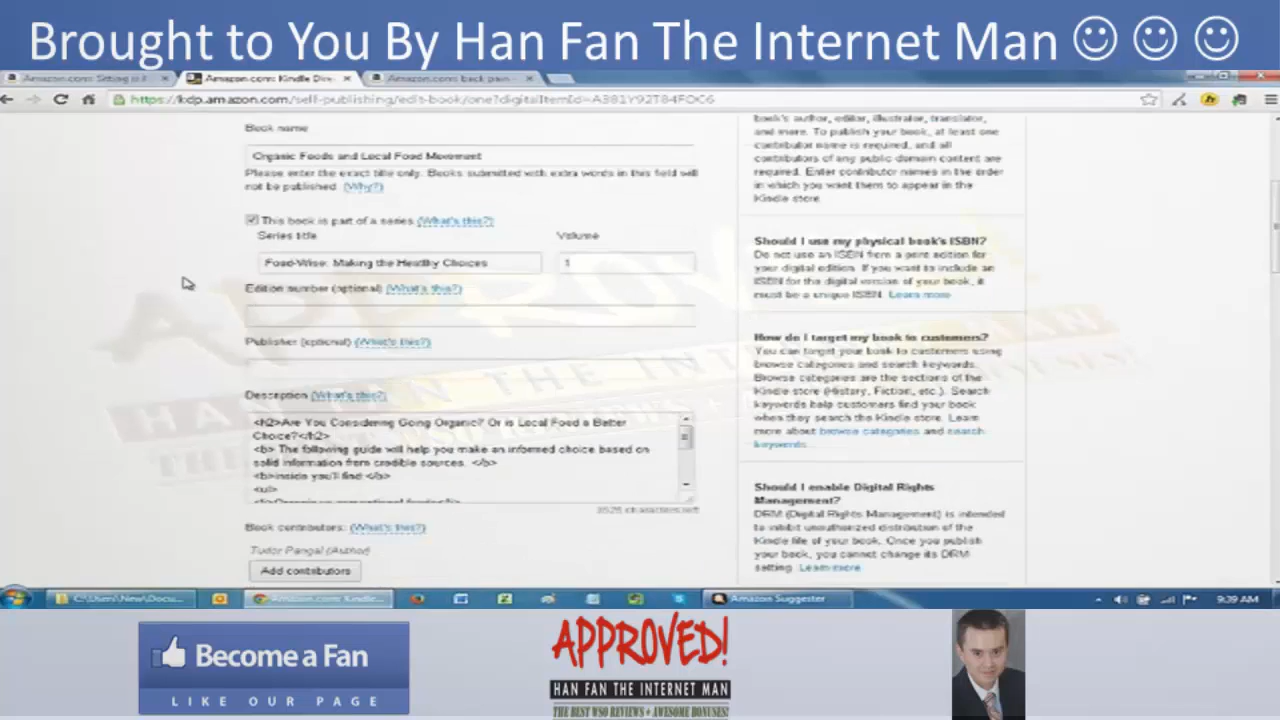 Brought to You By Han Fan The Internet Man
Amazon.com: Kindle Dire
Amazon.com: back pain -
https://kdp.amazon.com/self-publishing/edit-book/one?digitalItemId=A381Y92T84FOC6
Book name
Organic Foods and Local Food Movement
Please enter the exact title only. Books submitted with extra words in this field will
not be published. (Why?)
This book is part of a series (What's this?)
Series title Volume
Food-Wise: Making the Healthy Choices 1
Edition number (optional) (What's this?)
Publisher (optional) (What's this?)
Description (What's this?)
<h2>Are You Considering Going Organic? Or is Local Food a Better
Choice?</h2>
<b> The following guide will help you make an informed choice based on
solid information from credible sources. </b>
<b>Inside you'll find </b>
<ul>
characters left
Book contributors: (What's this?)
Tudor Pangal (Author)
Add contributors
book's author, editor, illustrator, translator,
and more. To publish your book, at least one
contributor name is required, and all
contributors of any public domain content are
required. Enter contributor names in the order
in which you want them to appear in the
Kindle store.
Should I use my physical book's ISBN?
Do not use an ISBN from a print edition for
your digital edition. If you want to include an
ISBN for the digital version of your book, it
must be a unique ISBN. Learn more
How do I target my book to customers?
You can target your book to customers using
browse categories and search keywords.
Browse categories are the sections of the
Kindle store (History, Fiction, etc.). Search
keywords help customers find your book
when they search the Kindle store. Learn
more about browse categories and search
keywords.
Should I enable Digital Rights
Management?
DRM (Digital Rights Management) is intended
to inhibit unauthorized distribution of the
Kindle file of your book. Once you publish
your book, you cannot change its DRM
setting. Learn more
C:\Users\New\Docu...
Amazon.com: Kindle...
Amazon Suggester
9:39 AM
Become a Fan
LIKE OUR PAGE
APPROVED!
HAN FAN THE INTERNET MAN
THE BEST WSO REVIEWS + AWESOME BONUSES!